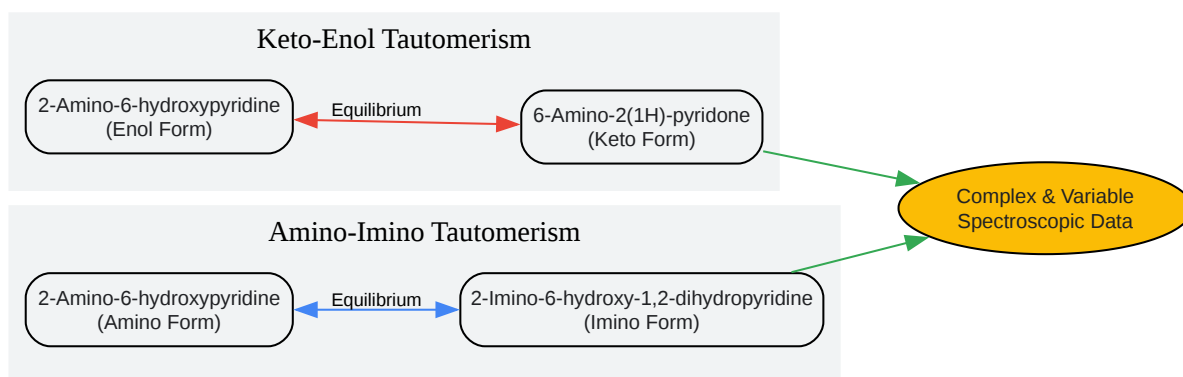 Keto-Enol Tautomerism
2-Amino-6-hydroxypyridine
(Enol Form)
Equilibrium
6-Amino-2(1H)-pyridone
(Keto Form)
Complex & Variable
Spectroscopic Data
Amino-Imino Tautomerism
2-Amino-6-hydroxypyridine
(Amino Form)
Equilibrium
2-Imino-6-hydroxy-1,2-dihydropyridine
(Imino Form)